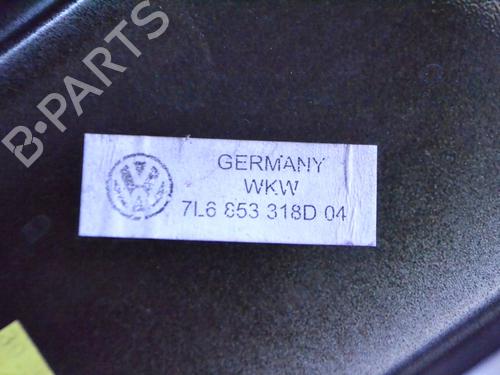 B-PARTS
GERMANY
WKW
7L6 853 318D 04